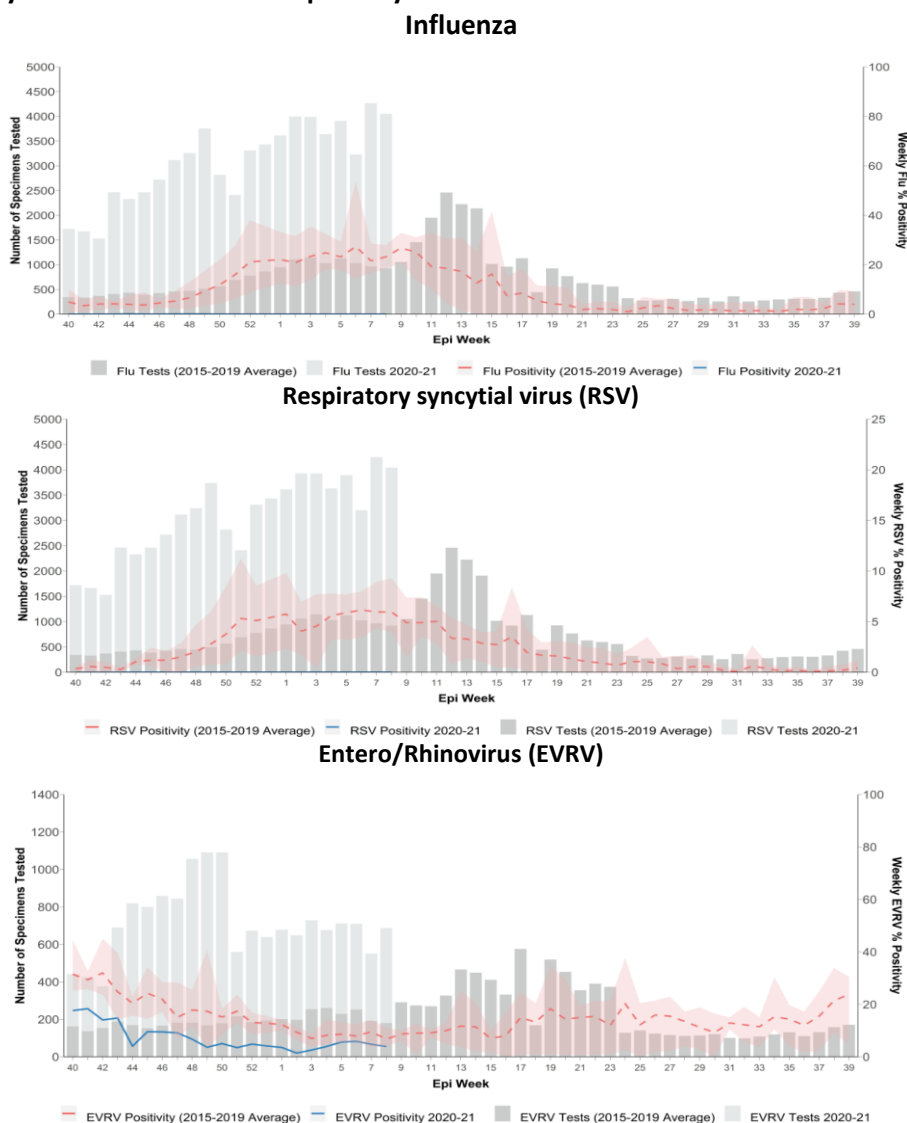 Influenza
5000
4500
4000
3500
3000
2500
2000
1500
1000
500
0
Number of Specimens Tested
100
80
60
40
20
0
Weekly Flu % Positivity
40 42 44 46 48 50 52 1 3 5 7 9 11 13 15 17 19 21 23 25 27 29 31 33 35 37 39
Epi Week
Flu Tests (2015-2019 Average) Flu Tests 2020-21 Flu Positivity (2015-2019 Average) Flu Positivity 2020-21
Respiratory syncytial virus (RSV)
5000
4500
4000
3500
3000
2500
2000
1500
1000
500
0
Number of Specimens Tested
25
20
15
10
5
0
Weekly RSV % Positivity
40 42 44 46 48 50 52 1 3 5 7 9 11 13 15 17 19 21 23 25 27 29 31 33 35 37 39
Epi Week
RSV Positivity (2015-2019 Average) RSV Positivity 2020-21 RSV Tests (2015-2019 Average) RSV Tests 2020-21
Entero/Rhinovirus (EVRV)
1400
1200
1000
800
600
400
200
0
Number of Specimens Tested
100
80
60
40
20
0
Weekly EVRV % Positivity
40 42 44 46 48 50 52 1 3 5 7 9 11 13 15 17 19 21 23 25 27 29 31 33 35 37 39
Epi Week
EVRV Positivity (2015-2019 Average) EVRV Positivity 2020-21 EVRV Tests (2015-2019 Average) EVRV Tests 2020-21